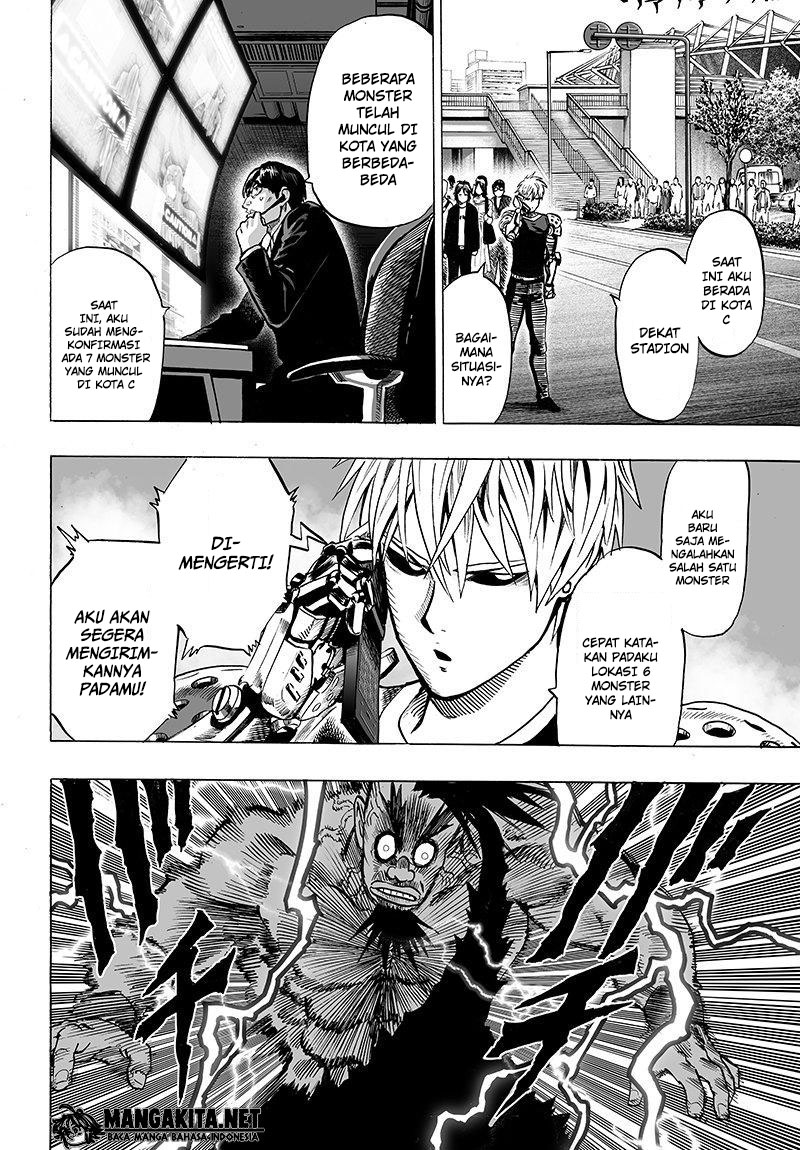 SAAT
INI AKU
BERADA
DI KOTA
C
DEKAT
STADION
BAGAI-
MANA
SITUASI-
NYA?
BEBERAPA
MONSTER
TELAH
MUNCUL DI
KOTA YANG
BERBEDA-
BEDA
SAAT
INI, AKU
SUDAH MENG-
KONFIRMASI
ADA 7 MONSTER
YANG MUNCUL
DI KOTA C
AKU
BARU
SAJA ME-
NGALAHKAN
SALAH SATU
MONSTER
CEPAT KATA-
KAN PADAKU
LOKASI 6
MONSTER
YANG LAIN-
NYA
DI-
MENGERTI!
AKU AKAN
SEGERA
MENGIRIM-
KANNYA
PADAMU!
MANGAKITA.NET
BACA MANGA BAHASA INDONESIA